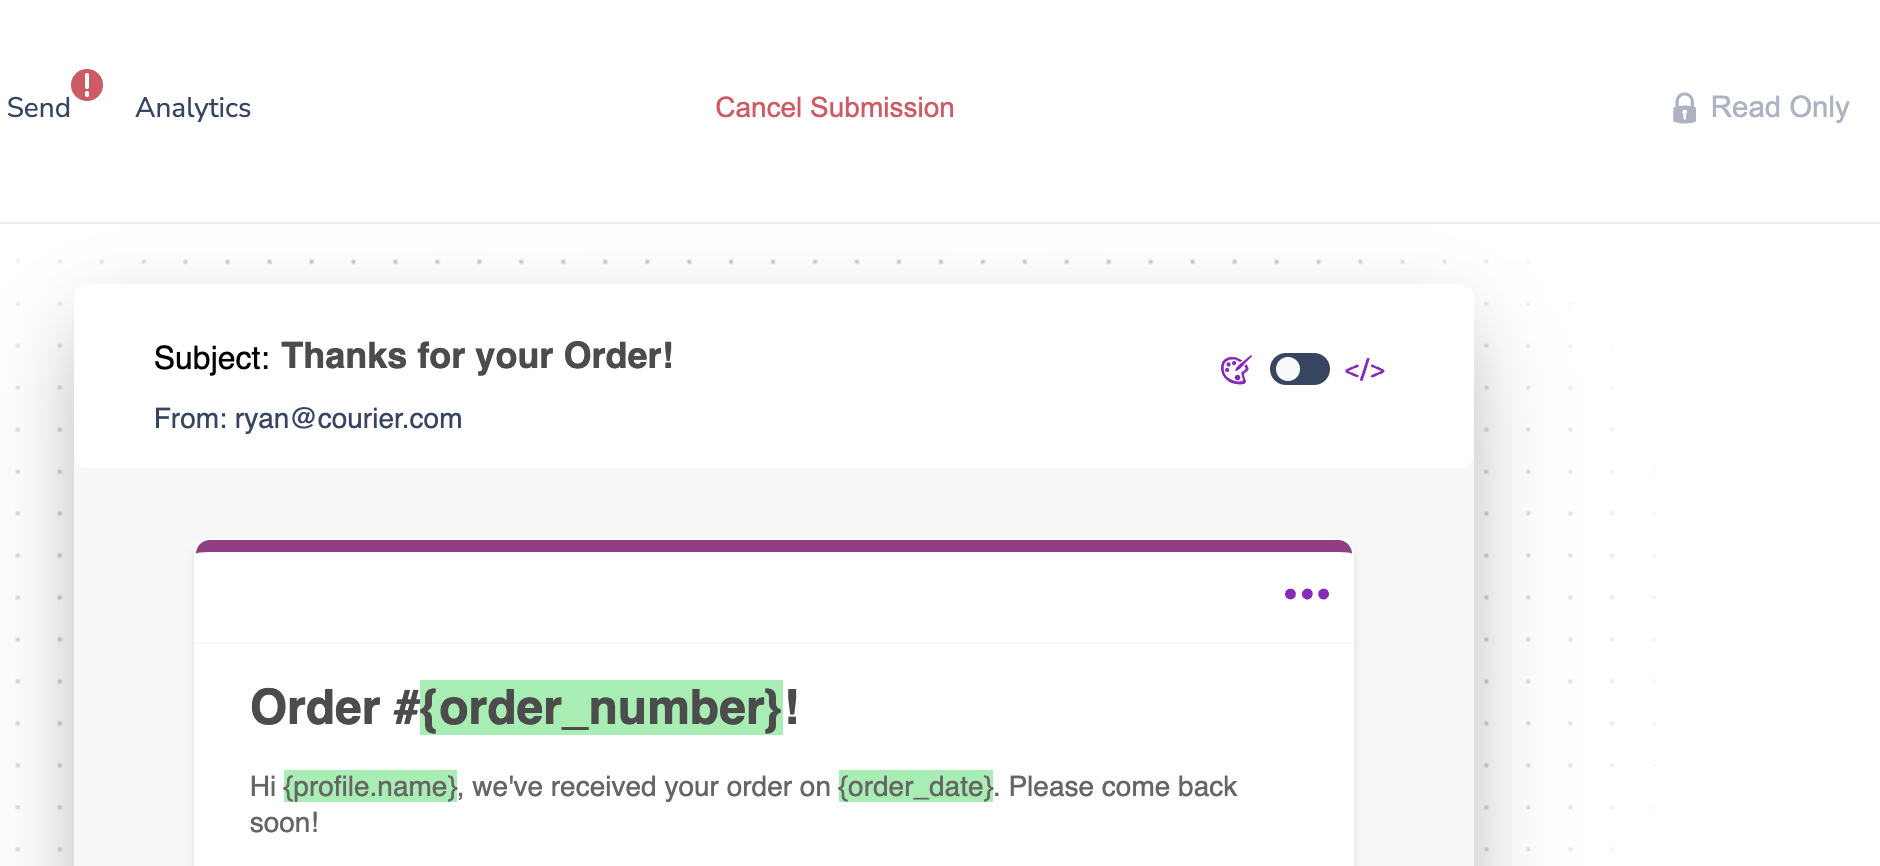 Send ! Analytics Cancel Submission Read Only
Subject: Thanks for your Order!
</>
From: ryan@courier.com
Order #{order_number}!
Hi {profile.name}, we've received your order on {order_date}. Please come back
soon!